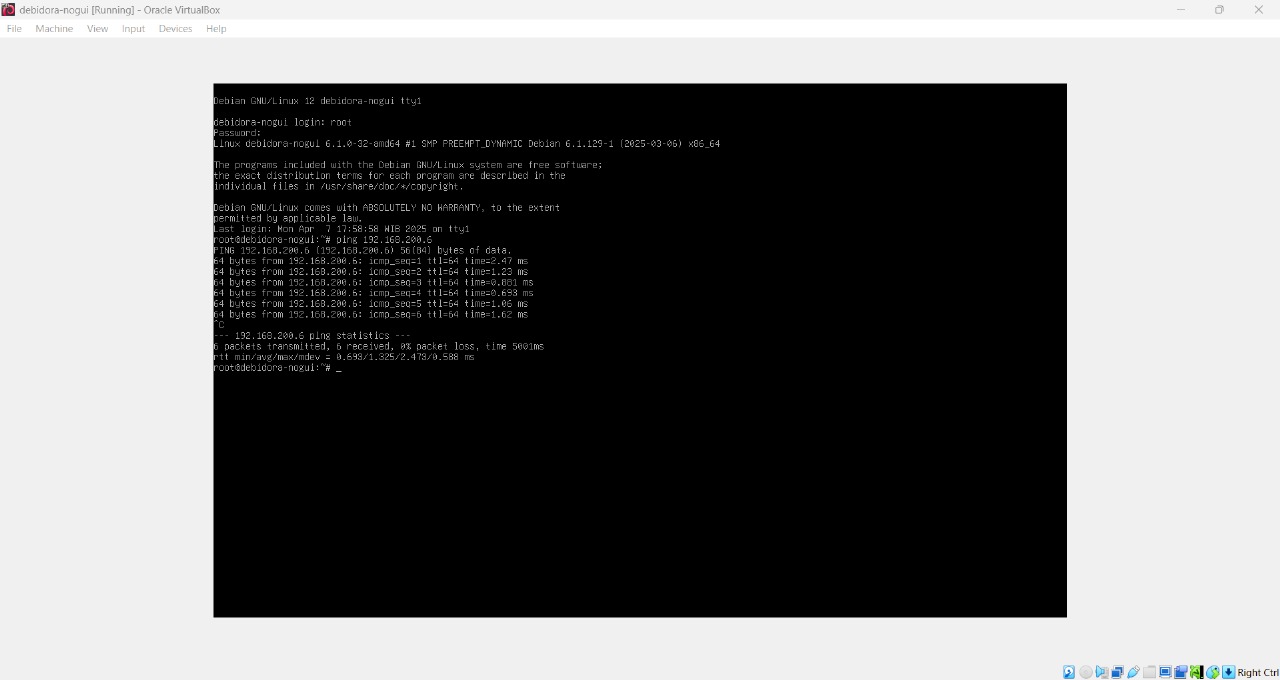 debidora-nogui [Running] - Oracle VirtualBox
File Machine View Input Devices Help
Debian GNU/Linux 12 debidora-nogui tty1
debidora-nogui login: root
Password:
Linux debidora-nogui 6.1.0-32-amd64 #1 SMP PREEMPT_DYNAMIC Debian 6.1.129-1 (2025-03-06) x86_64
The programs included with the Debian GNU/Linux system are free software;
the exact distribution terms for each program are described in the
individual files in /usr/share/doc/*/copyright.
Debian GNU/Linux comes with ABSOLUTELY NO WARRANTY, to the extent
permitted by applicable law.
Last login: Mon Apr  7 17:58:58 WIB 2025 on tty1
root@debidora-nogui:~# ping 192.168.200.6
PING 192.168.200.6 (192.168.200.6) 56(84) bytes of data.
64 bytes from 192.168.200.6: icmp_seq=1 ttl=64 time=2.47 ms
64 bytes from 192.168.200.6: icmp_seq=2 ttl=64 time=1.23 ms
64 bytes from 192.168.200.6: icmp_seq=3 ttl=64 time=0.881 ms
64 bytes from 192.168.200.6: icmp_seq=4 ttl=64 time=0.693 ms
64 bytes from 192.168.200.6: icmp_seq=5 ttl=64 time=1.06 ms
64 bytes from 192.168.200.6: icmp_seq=6 ttl=64 time=1.62 ms
^C
--- 192.168.200.6 ping statistics ---
6 packets transmitted, 6 received, 0% packet loss, time 5001ms
rtt min/avg/max/mdev = 0.693/1.325/2.473/0.588 ms
root@debidora-nogui:~# _
Right Ctrl